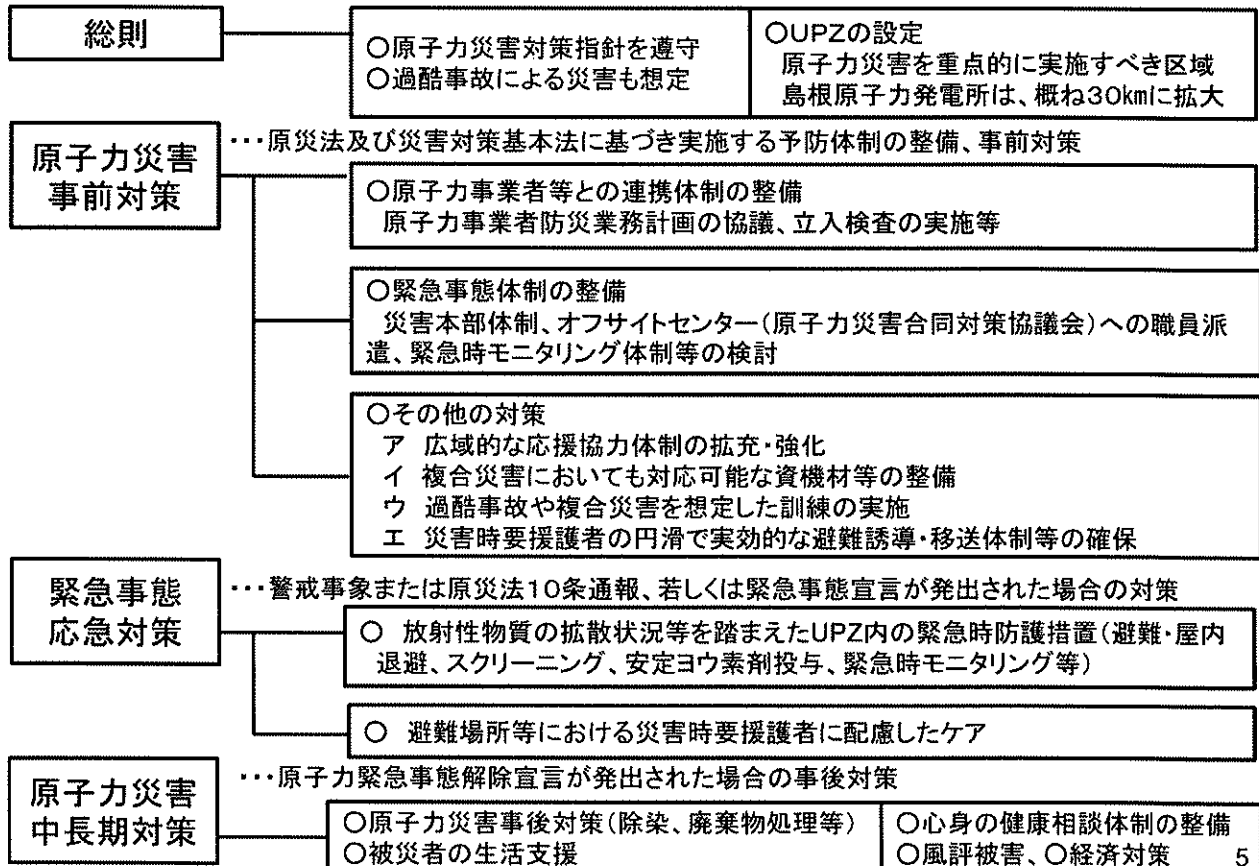 総則
○原子力災害対策指針を遵守
○過酷事故による災害も想定
○UPZの設定
原子力災害を重点的に実施すべき区域
島根原子力発電所は、概ね30㎞に拡大
原子力災害
事前対策
･･･原災法及び災害対策基本法に基づき実施する予防体制の整備、事前対策
○原子力事業者等との連携体制の整備
原子力事業者防災業務計画の協議、立入検査の実施等
○緊急事態体制の整備
災害本部体制、オフサイトセンター(原子力災害合同対策協議会)への職員派
遣、緊急時モニタリング体制等の検討
○その他の対策
ア 広域的な応援協力体制の拡充・強化
イ 複合災害においても対応可能な資機材等の整備
ウ 過酷事故や複合災害を想定した訓練の実施
エ 災害時要援護者の円滑で実効的な避難誘導・移送体制等の確保
緊急事態
応急対策
･･･警戒事象または原災法10条通報、若しくは緊急事態宣言が発出された場合の対策
○ 放射性物質の拡散状況等を踏まえたUPZ内の緊急時防護措置(避難・屋内
退避、スクリーニング、安定ヨウ素剤投与、緊急時モニタリング等)
○ 避難場所等における災害時要援護者に配慮したケア
原子力災害
中長期対策
･･･原子力緊急事態解除宣言が発出された場合の事後対策
○原子力災害事後対策(除染、廃棄物処理等)
○被災者の生活支援
○心身の健康相談体制の整備
○風評被害、○経済対策
5